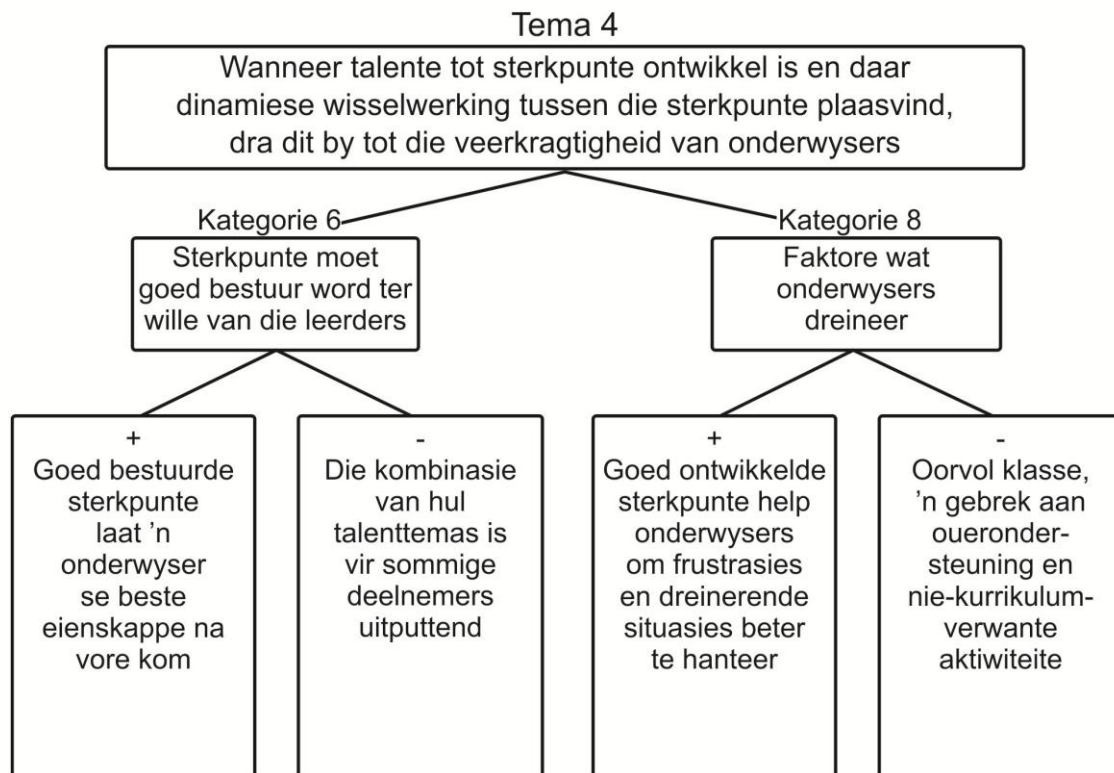 Tema 4
Wanneer talente tot sterkpunte ontwikkel is en daar
dinamiese wisselwerking tussen die sterkpunte plaasvind,
dra dit by tot die veerkragtigheid van onderwysers
Kategorie 6
Sterkpunte moet
goed bestuur word ter
wille van die leerders
Kategorie 8
Faktore wat
onderwysers
dreineer
+
Goed bestuurde
sterkpunte
laat ’n
onderwyser
se beste
eienskappe na
vore kom
-
Die kombinasie
van hul
talenttemas is
vir sommige
deelnemers
uitputtend
+
Goed ontwikkelde
sterkpunte help
onderwysers
om frustrasies
en dreinerende
situasies beter
te hanteer
-
Oorvol klasse,
’n gebrek aan
oueronder-
steuning en
nie-kurrikulum-
verwante
aktiwiteite